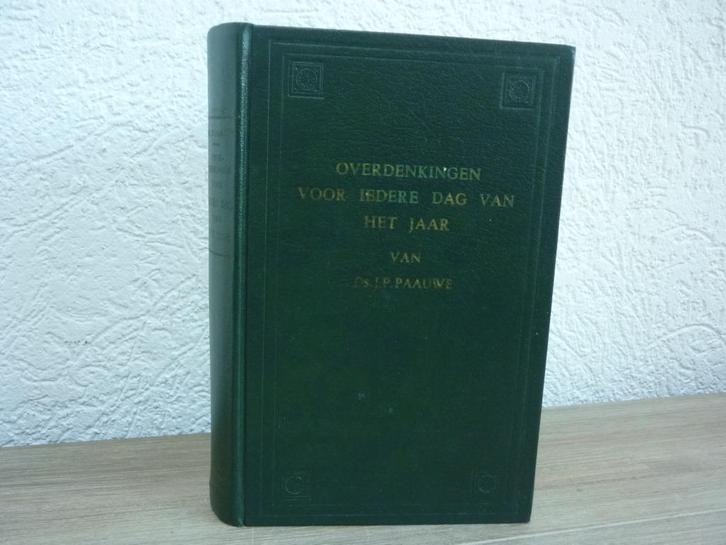 OVERDENKINGEN
VOOR IEDERE DAG VAN
HET JAAR
VAN
Ds. J. P. PAAUWE